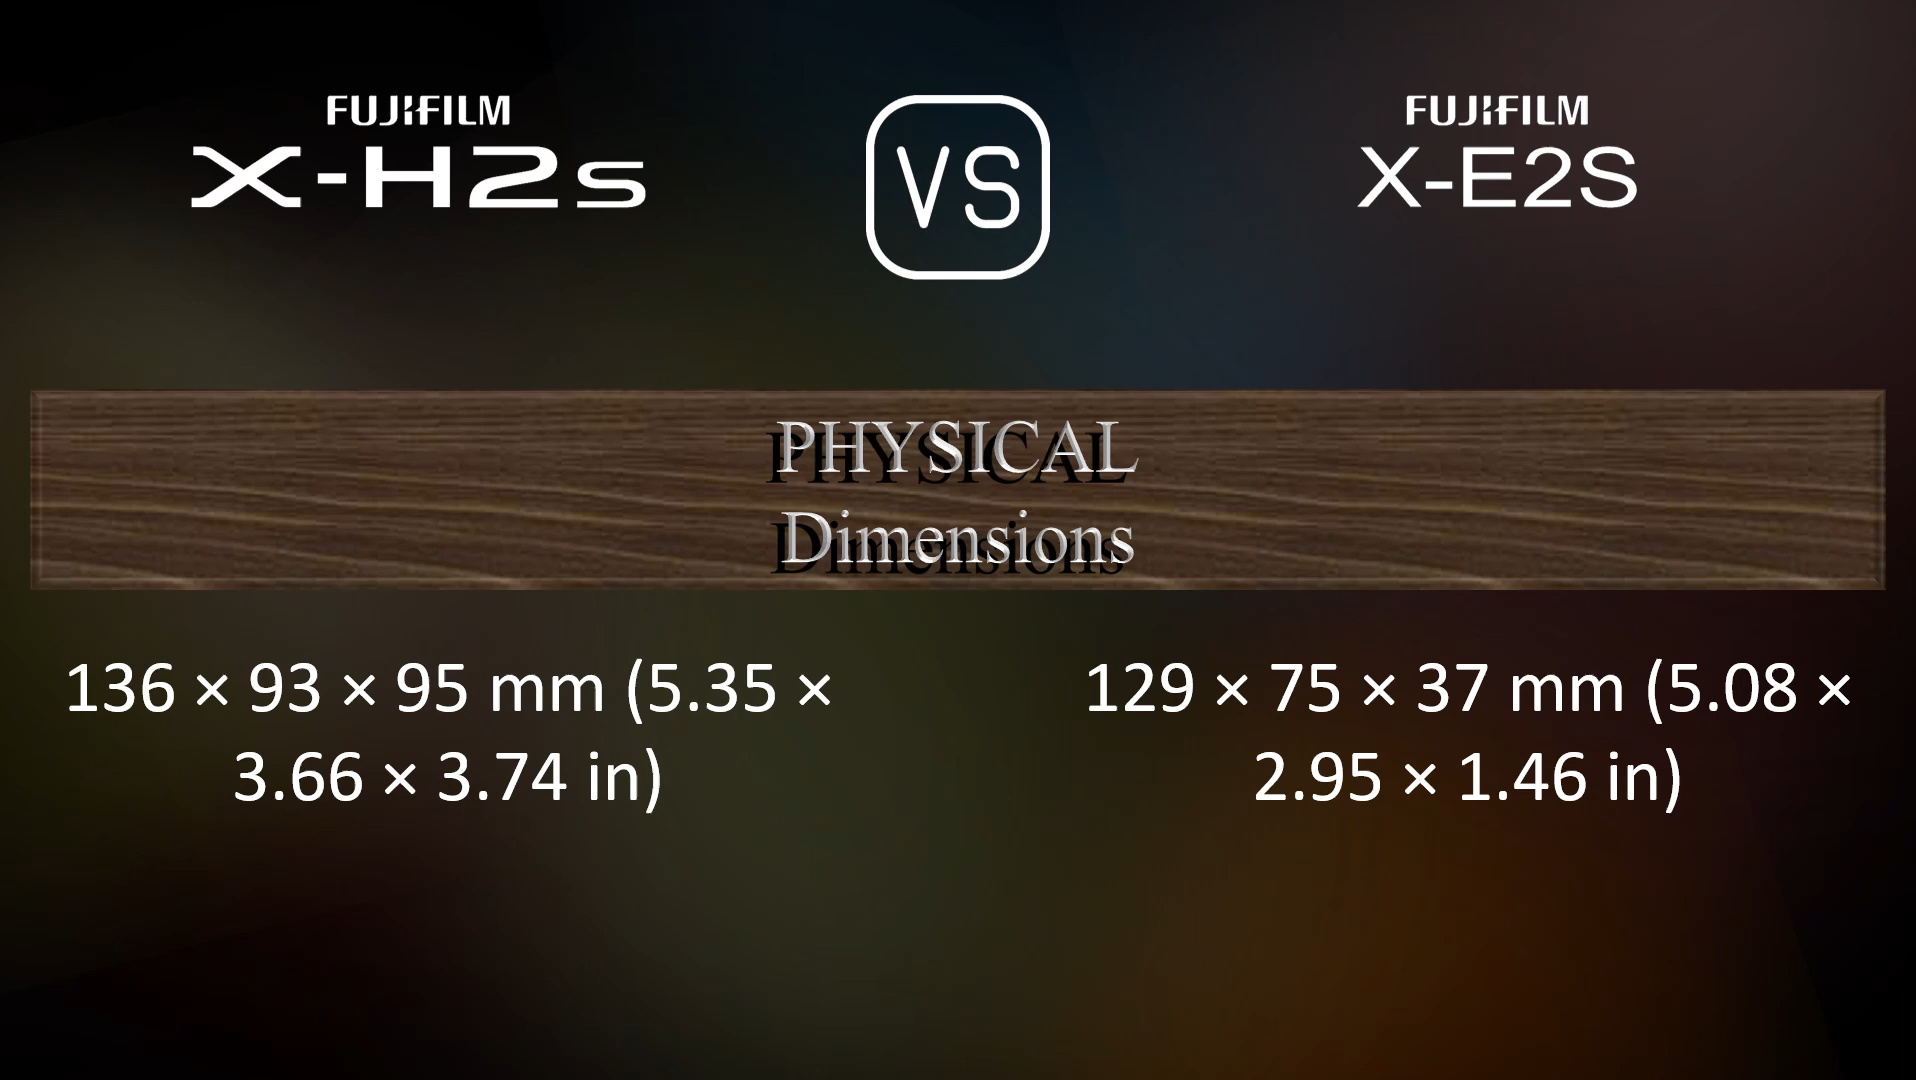 FUJIFILM
X-H2s
VS
FUJIFILM
X-E2S
PHYSICAL
Dimensions
136 × 93 × 95 mm (5.35 ×
3.66 × 3.74 in)
129 × 75 × 37 mm (5.08 ×
2.95 × 1.46 in)